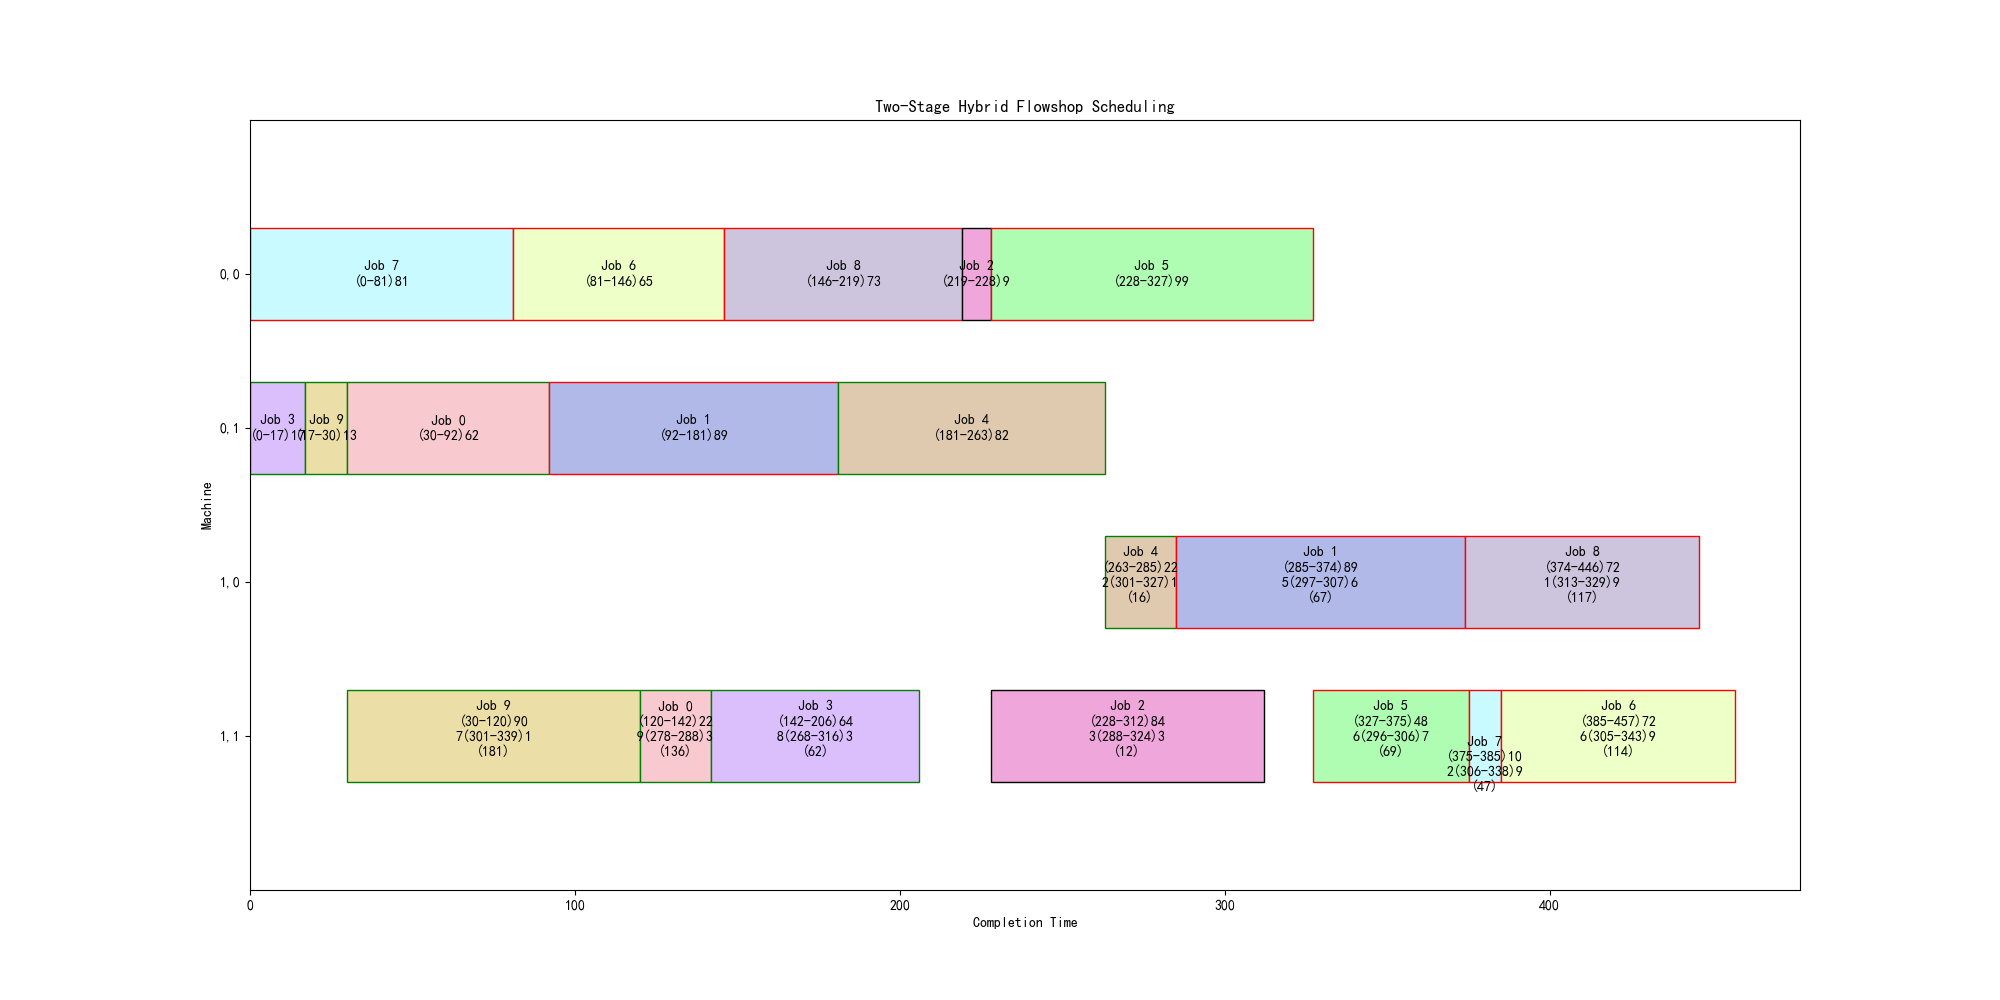 Two-Stage Hybrid Flowshop Scheduling
Machine
0,0
Job 7
(0-81)81
Job 6
(81-146)65
Job 8
(146-219)73
Job 2
(219-228)9
Job 5
(228-327)99
0,1
Job 3
(0-17)17
Job 9
(17-30)13
Job 0
(30-92)62
Job 1
(92-181)89
Job 4
(181-263)82
1,0
Job 4
(263-285)22
2(301-327)1
(16)
Job 1
(285-374)89
5(297-307)6
(67)
Job 8
(374-446)72
1(313-329)9
(117)
1,1
Job 9
(30-120)90
7(301-339)1
(181)
Job 0
(120-142)22
9(278-288)3
(136)
Job 3
(142-206)64
8(268-316)3
(62)
Job 2
(228-312)84
3(288-324)3
(12)
Job 5
(327-375)48
6(296-306)7
(69)
Job 7
(375-385)10
2(306-338)9
(47)
Job 6
(385-457)72
6(305-343)9
(114)
0
100
200
300
400
Completion Time